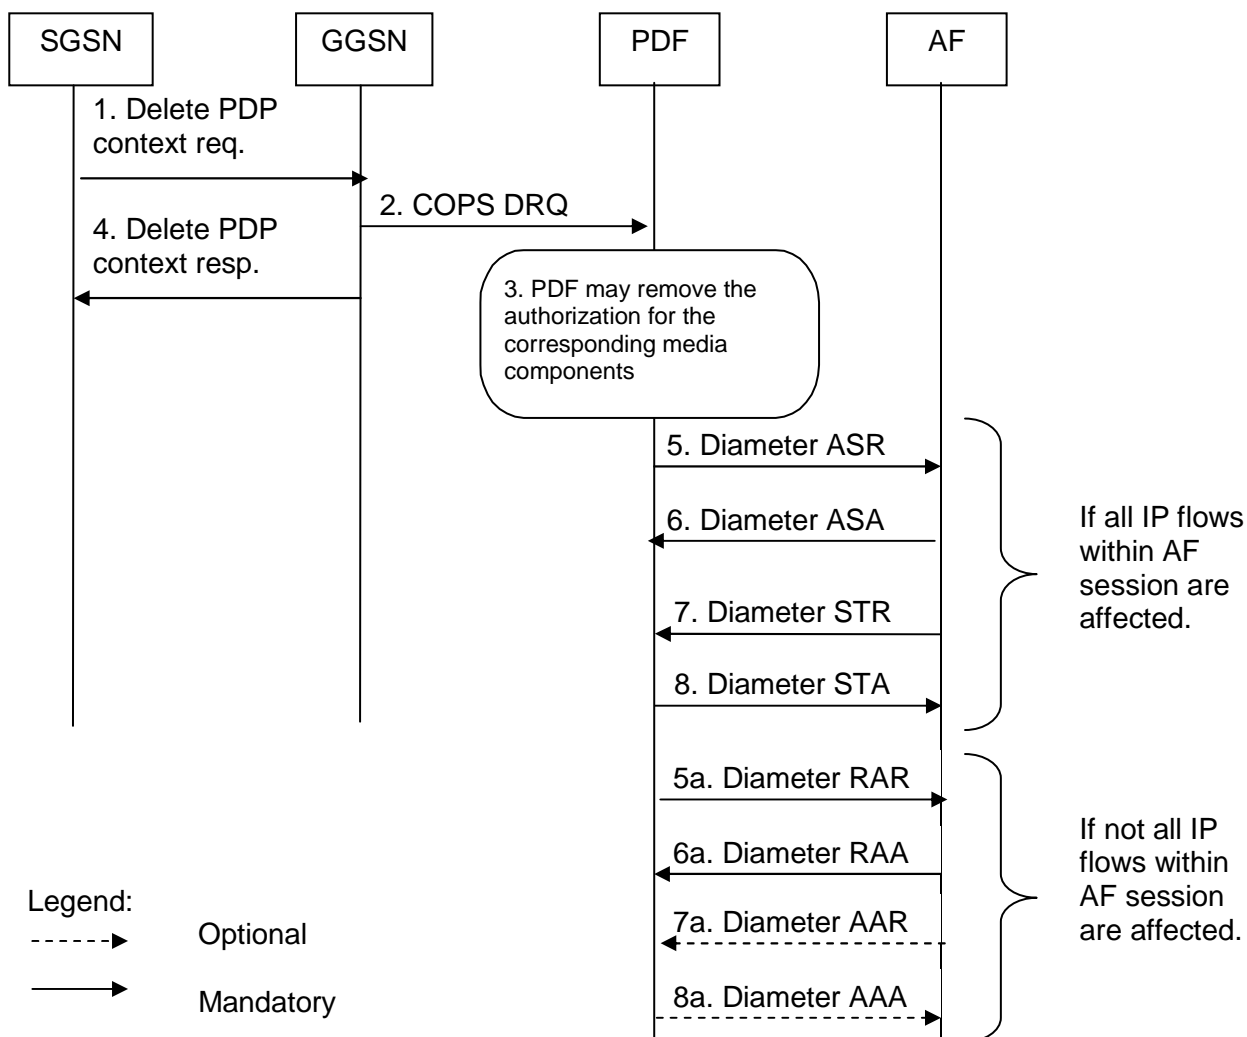 SGSN
GGSN
PDF
AF
1. Delete PDP
context req.
2. COPS DRQ
4. Delete PDP
context resp.
3. PDF may remove the
authorization for the
corresponding media
components
5. Diameter ASR
6. Diameter ASA
7. Diameter STR
8. Diameter STA
If all IP flows
within AF
session are
affected.
5a. Diameter RAR
6a. Diameter RAA
7a. Diameter AAR
8a. Diameter AAA
If not all IP
flows within
AF session
are affected.
Legend:
Optional
Mandatory